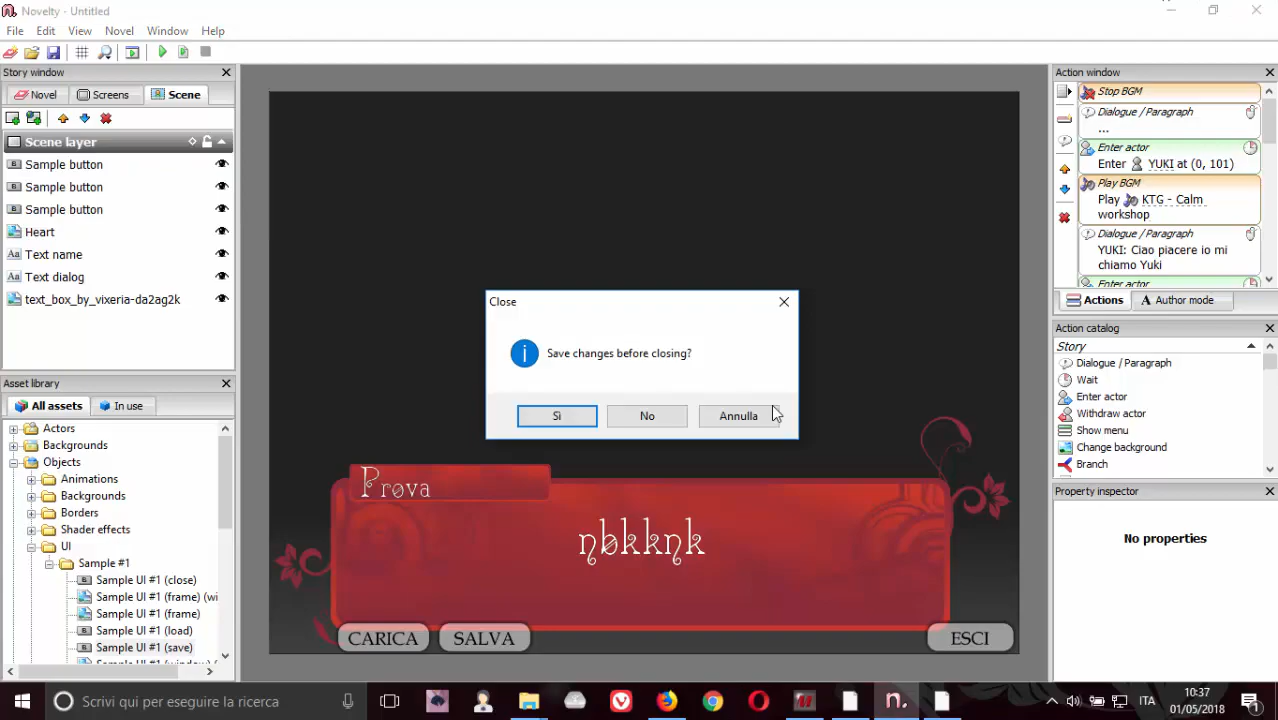 Novelty - Untitled
File Edit View Novel Window Help
Story window
Novel Screens Scene
Scene layer
Sample button
Sample button
Sample button
Heart
Text name
Text dialog
text_box_by_vixeria-da2ag2k
Asset library
All assets In use
Actors
Backgrounds
Objects
Animations
Backgrounds
Borders
Shader effects
UI
Sample #1
Sample UI #1 (close)
Sample UI #1 (frame) (wi
Sample UI #1 (frame)
Sample UI #1 (load)
Sample UI #1 (save)
Close
Save changes before closing?
Sì No Annulla
Prova
nbkknk
CARICA SALVA ESCI
Action window
Stop BGM
Dialogue / Paragraph
...
Enter actor
Enter YUKI at (0, 101)
Play BGM
Play KTG - Calm
workshop
Dialogue / Paragraph
YUKI: Ciao piacere io mi
chiamo Yuki
Actions Author mode
Action catalog
Story
Dialogue / Paragraph
Wait
Enter actor
Withdraw actor
Show menu
Change background
Branch
Property inspector
No properties
Scrivi qui per eseguire la ricerca
ITA
10:37
01/05/2018